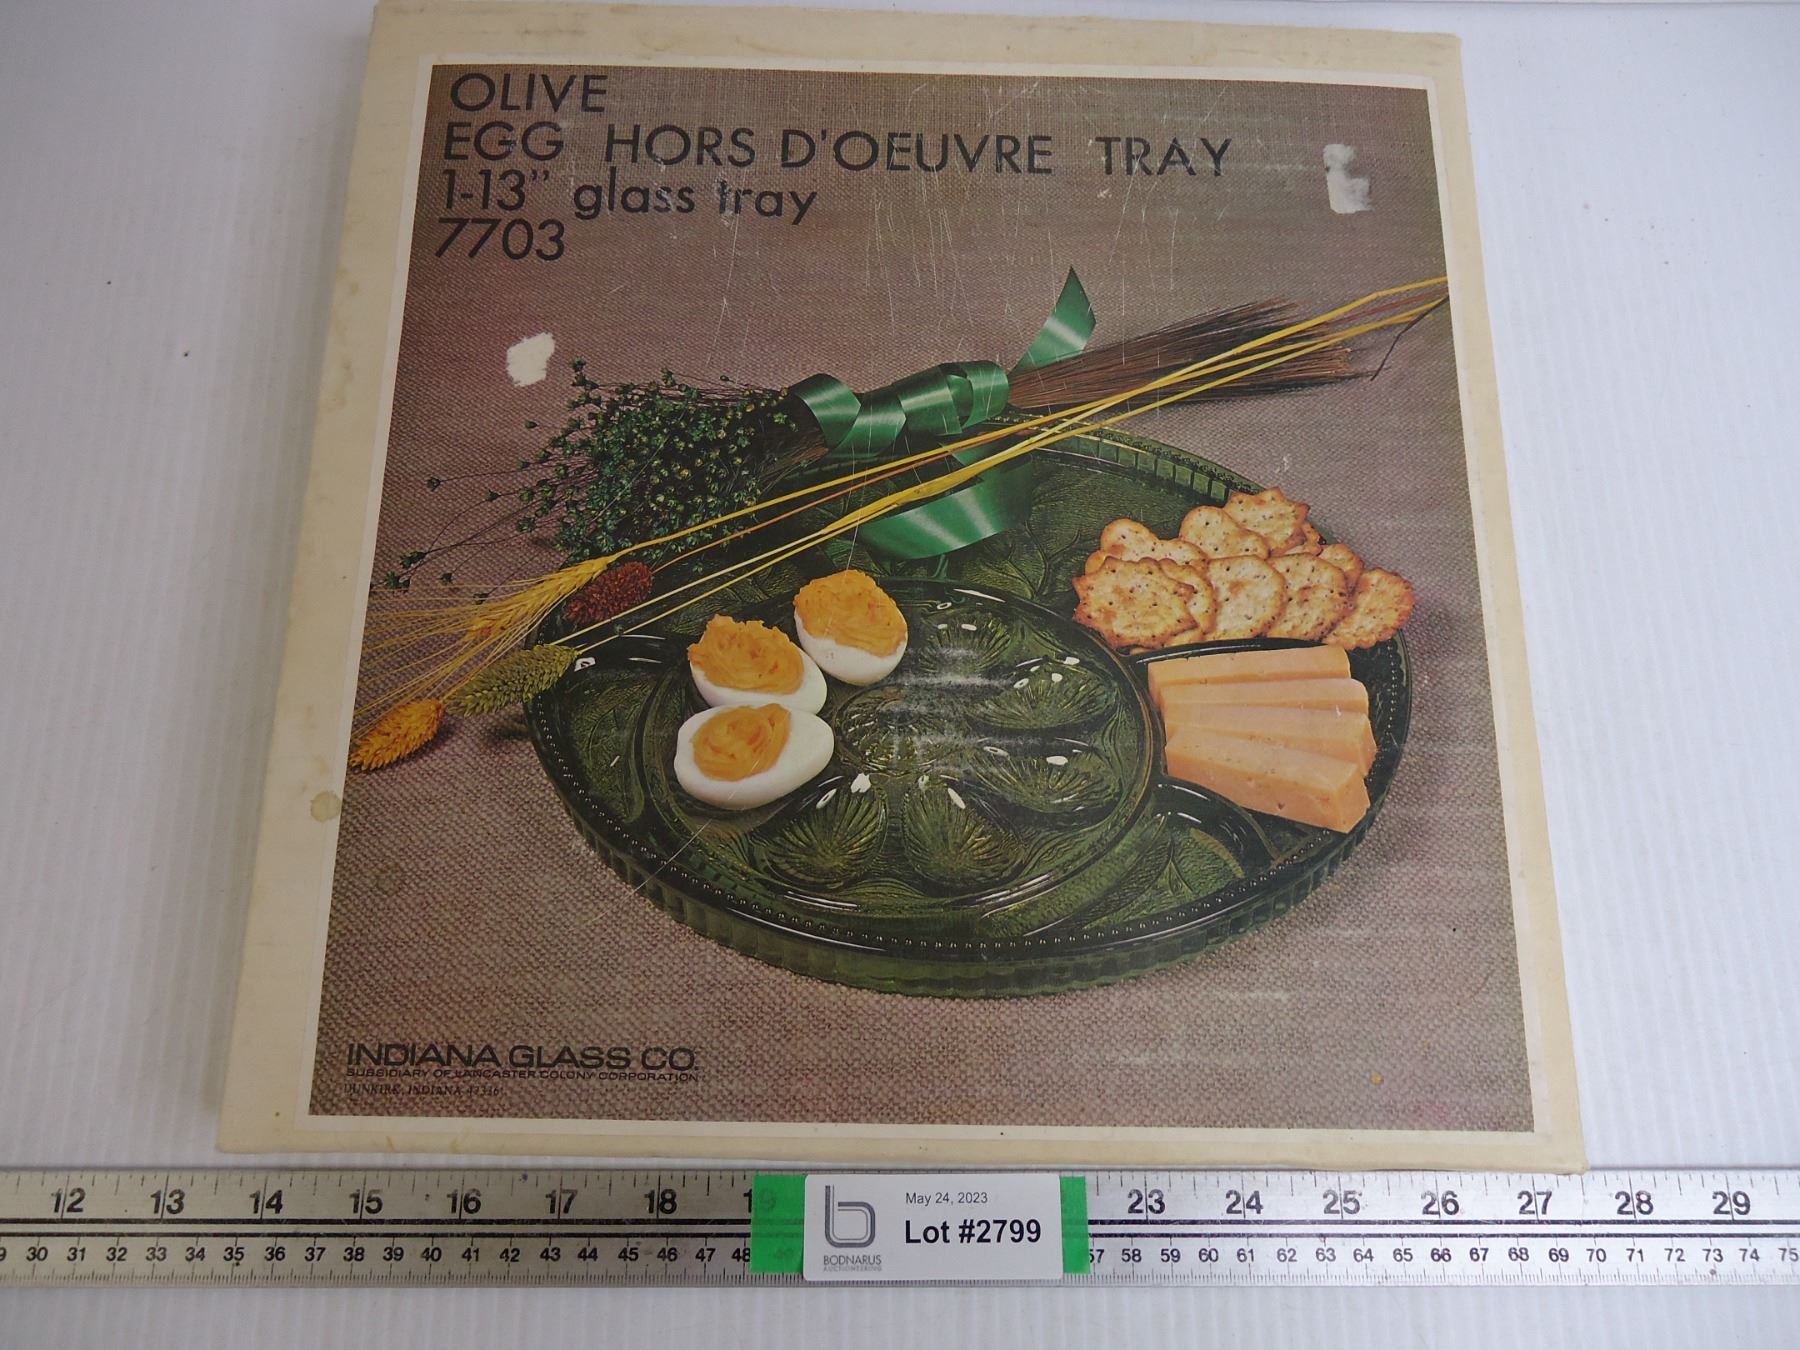 OLIVE
EGG HORS D'OEUVRE TRAY
1-13" glass tray
7703
INDIANA GLASS CO.
SUBSIDIARY OF LANCASTER COLONY CORPORATION
DUNKIRK, INDIANA 47336
12 13 14 15 16 17 18 19 23 24 25 26 27 28 29
May 24, 2023
Lot #2799
BODNARUS
AUCTIONEERING
30 31 32 33 34 35 36 37 38 39 40 41 42 43 44 45 46 47 48 57 58 59 60 61 62 63 64 65 66 67 68 69 70 71 72 73 74 75